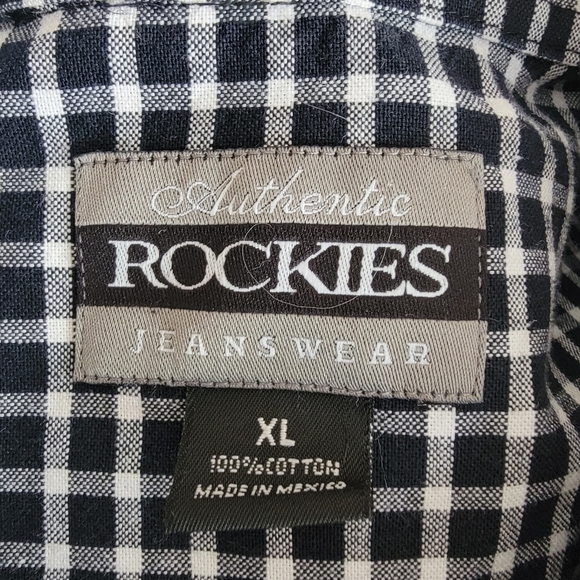 Authentic
ROCKIES
JEANSWEAR
XL
100% COTTON
MADE IN MEXICO